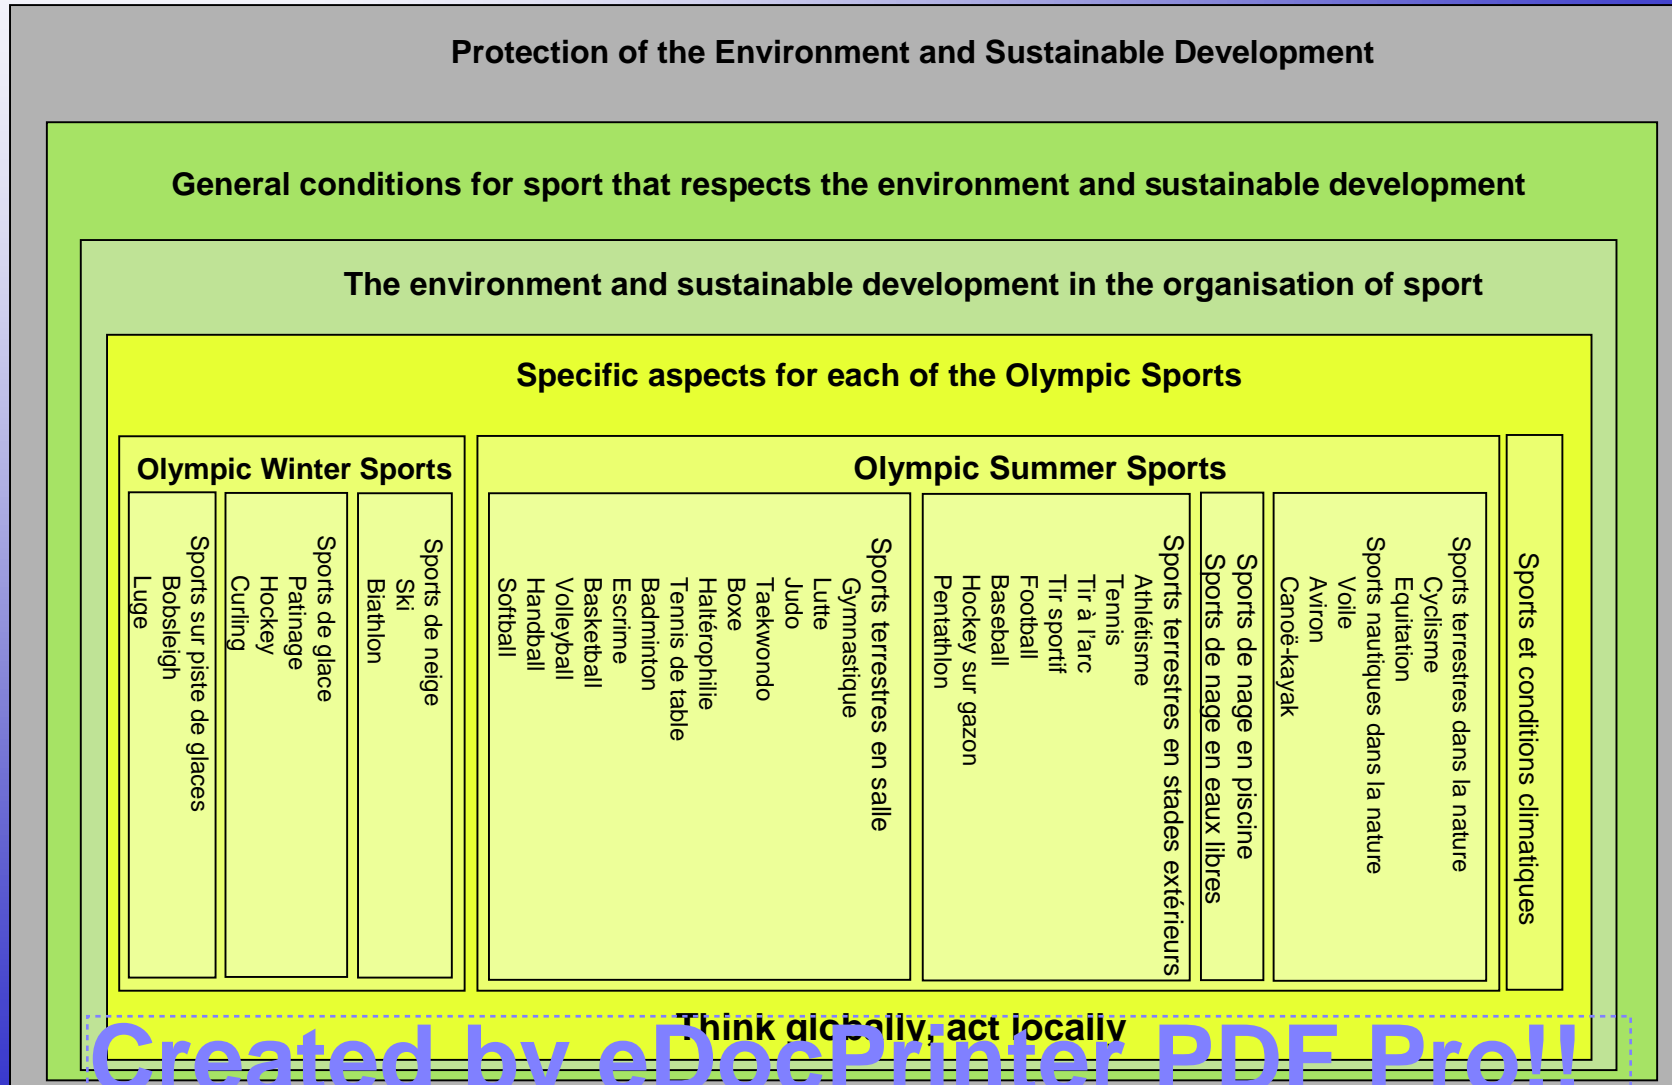 Protection of the Environment and Sustainable Development
General conditions for sport that respects the environment and sustainable development
The environment and sustainable development in the organisation of sport
Specific aspects for each of the Olympic Sports
Olympic Winter Sports
Sports sur piste de glaces
Bobsleigh
Luge
Sports de glace
Patinage
Hockey
Curling
Sports de neige
Ski
Biathlon
Olympic Summer Sports
Sports terrestres en salle
Gymnastique
Lutte
Judo
Taekwondo
Boxe
Haltérophilie
Tennis de table
Badminton
Escrime
Basketball
Volleyball
Handball
Softball
Sports terrestres en stades extérieurs
Athlétisme
Tennis
Tir à l'arc
Tir sportif
Football
Baseball
Hockey sur gazon
Pentathlon
Sports de nage en piscine
Sports de nage en eaux libres
Sports terrestres dans la nature
Cyclisme
Equitation
Sports nautiques dans la nature
Voile
Aviron
Canoë-kayak
Sports et conditions climatiques
Think globally, act locally
Created by eDocPrinter PDF Pro!!